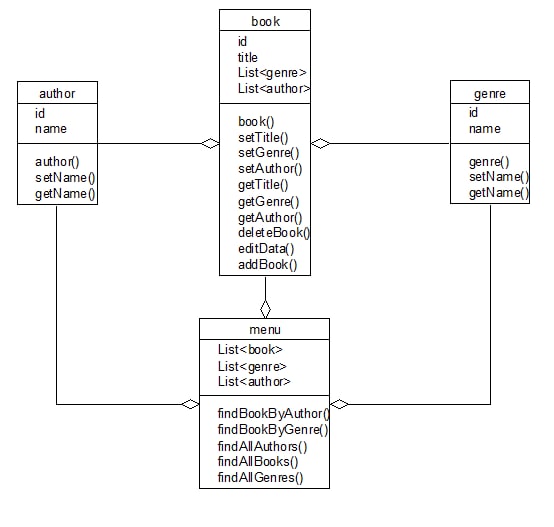 book
id
title
List<genre>
List<author>
book()
setTitle()
setGenre()
setAuthor()
getTitle()
getGenre()
getAuthor()
deleteBook()
editData()
addBook()
author
id
name
author()
setName()
getName()
genre
id
name
genre()
setName()
getName()
menu
List<book>
List<genre>
List<author>
findBookByAuthor()
findBookByGenre()
findAllAuthors()
findAllBooks()
findAllGenres()